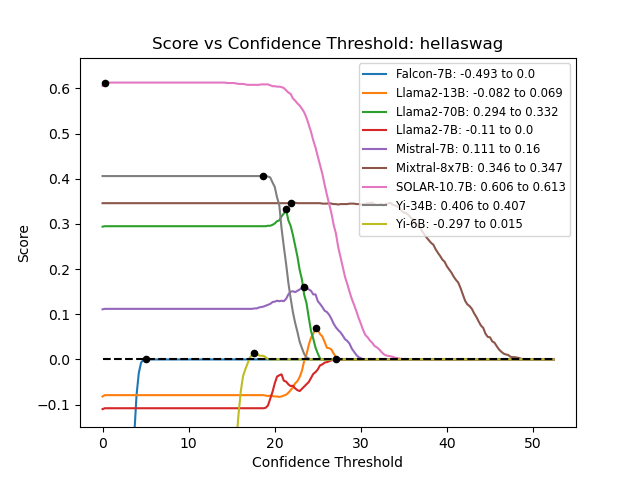 Score vs Confidence Threshold: hellaswag
Falcon-7B: -0.493 to 0.0
Llama2-13B: -0.082 to 0.069
Llama2-70B: 0.294 to 0.332
Llama2-7B: -0.11 to 0.0
Mistral-7B: 0.111 to 0.16
Mixtral-8x7B: 0.346 to 0.347
SOLAR-10.7B: 0.606 to 0.613
Yi-34B: 0.406 to 0.407
Yi-6B: -0.297 to 0.015
Score
0.6
0.5
0.4
0.3
0.2
0.1
0.0
−0.1
0 10 20 30 40 50
Confidence Threshold